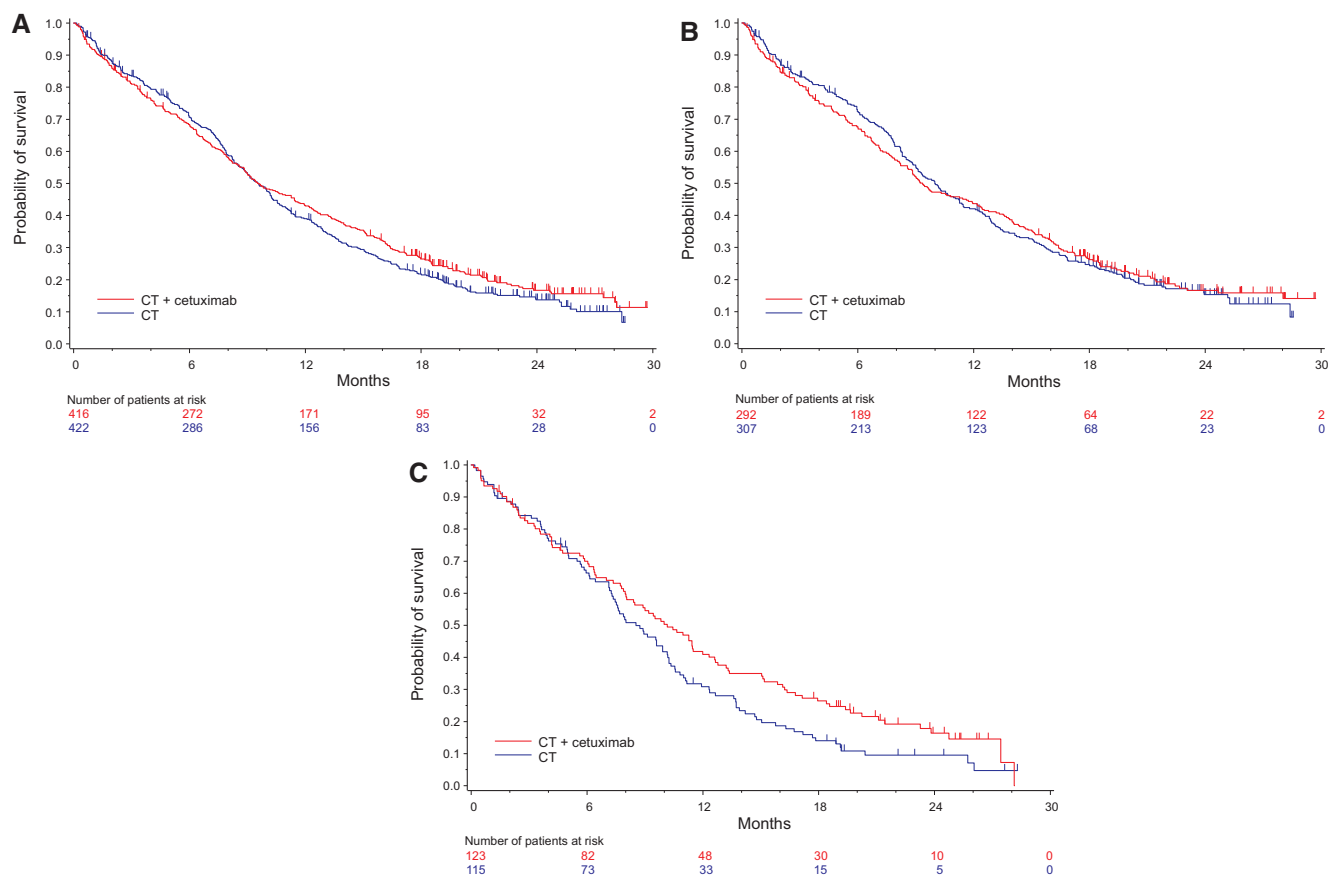 A
Probability of survival
1.0
0.9
0.8
0.7
0.6
0.5
0.4
0.3
0.2
0.1
0.0
CT + cetuximab
CT
0 6 12 18 24 30
Months
Number of patients at risk
416 272 171 95 32 2
422 286 156 83 28 0
B
Probability of survival
1.0
0.9
0.8
0.7
0.6
0.5
0.4
0.3
0.2
0.1
0.0
CT + cetuximab
CT
0 6 12 18 24 30
Months
Number of patients at risk
292 189 122 64 22 2
307 213 123 68 23 0
C
Probability of survival
1.0
0.9
0.8
0.7
0.6
0.5
0.4
0.3
0.2
0.1
0.0
CT + cetuximab
CT
0 6 12 18 24 30
Months
Number of patients at risk
123 82 48 30 10 0
115 73 33 15 5 0